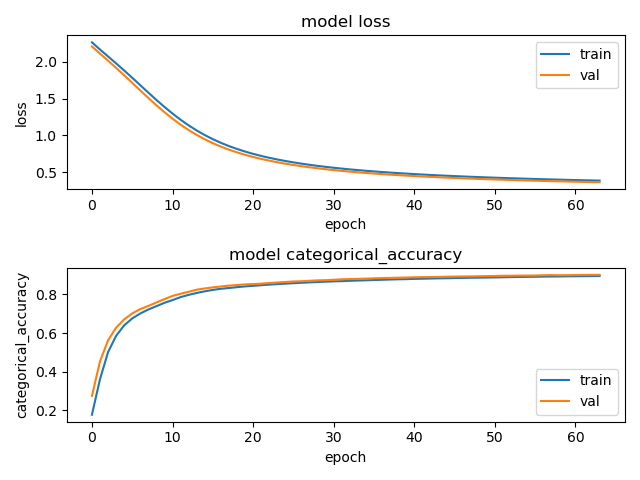 model loss
2.0
1.5
1.0
0.5
loss
train
val
0 10 20 30 40 50 60
epoch
model categorical_accuracy
0.8
0.6
0.4
0.2
categorical_accuracy
train
val
0 10 20 30 40 50 60
epoch